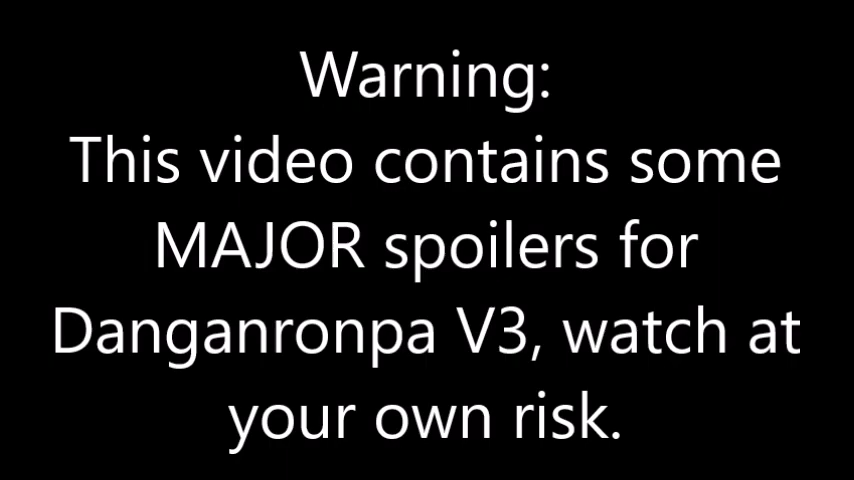 Warning:
This video contains some
MAJOR spoilers for
Danganronpa V3, watch at
your own risk.